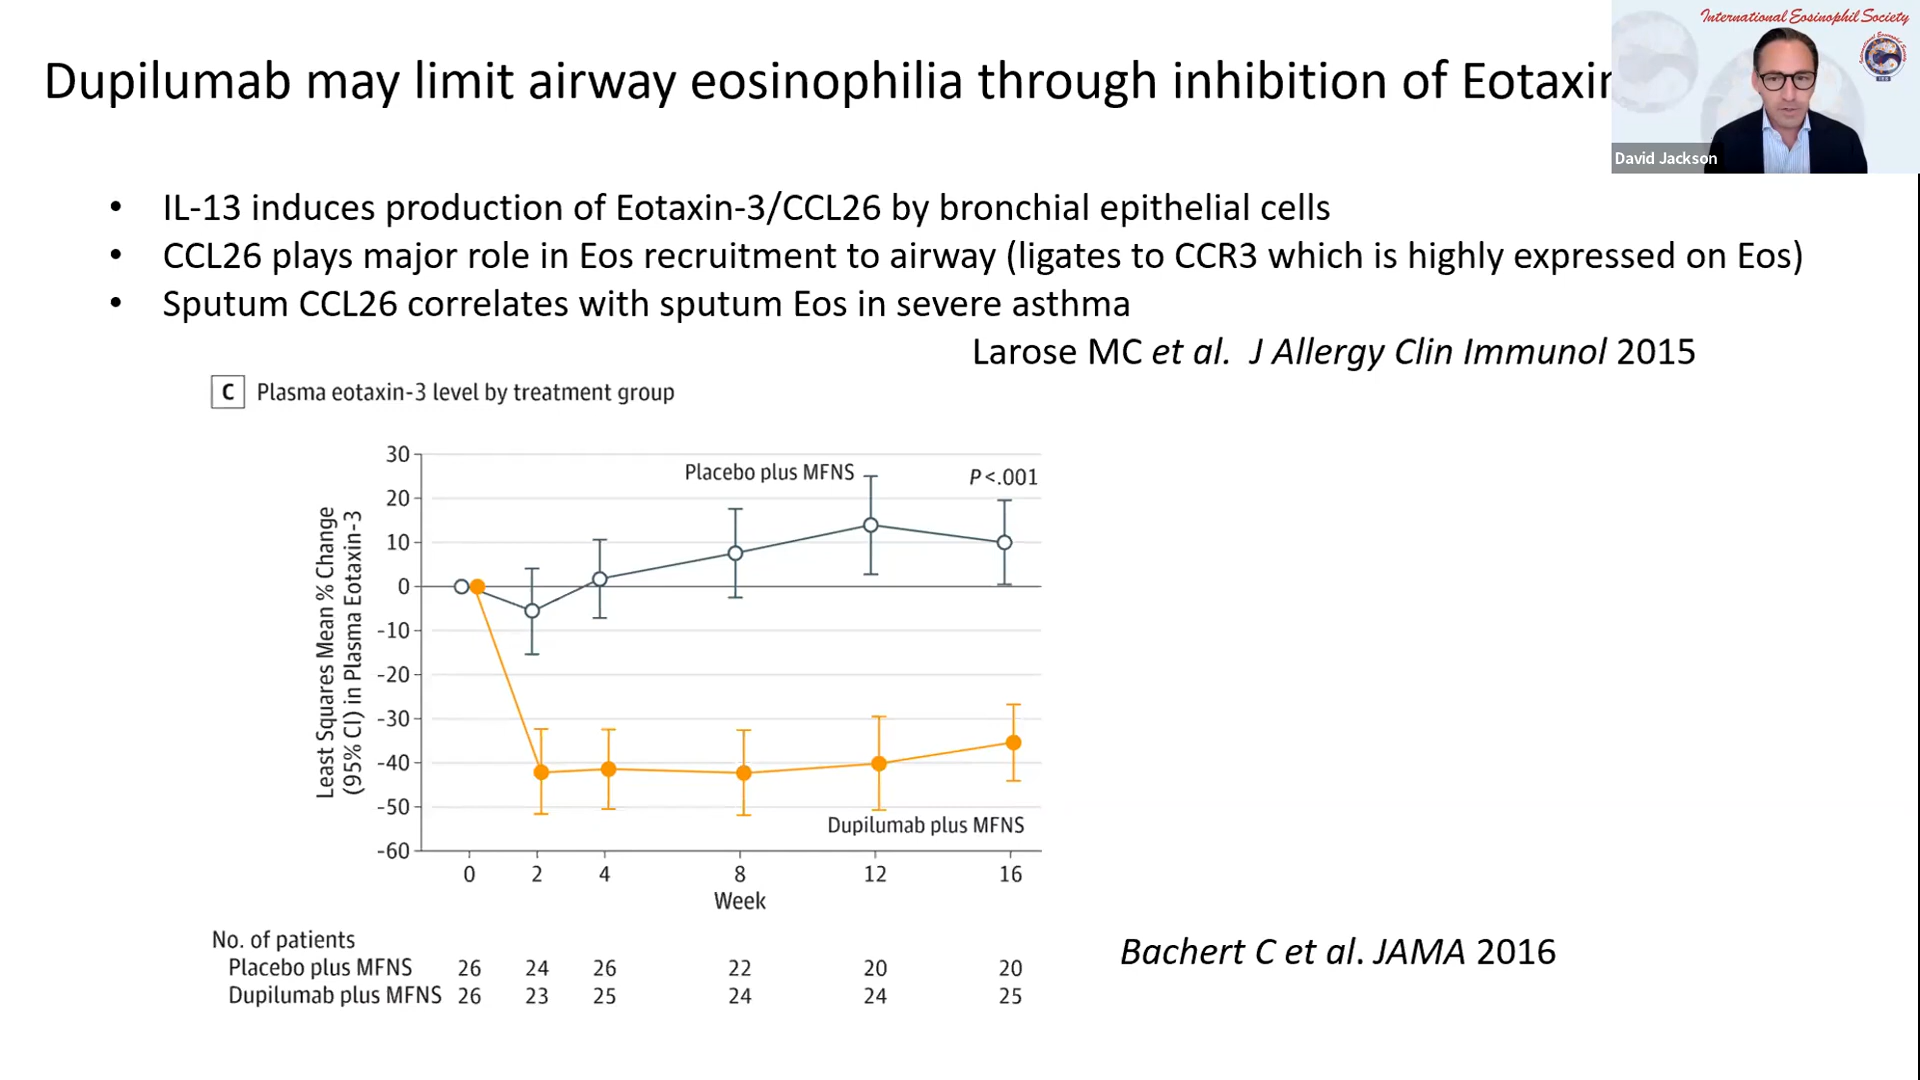 International Eosinophil Society
Dupilumab may limit airway eosinophilia through inhibition of Eotaxin
David Jackson
• IL-13 induces production of Eotaxin-3/CCL26 by bronchial epithelial cells
• CCL26 plays major role in Eos recruitment to airway (ligates to CCR3 which is highly expressed on Eos)
• Sputum CCL26 correlates with sputum Eos in severe asthma
Larose MC et al. J Allergy Clin Immunol 2015
C Plasma eotaxin-3 level by treatment group
Least Squares Mean % Change
(95% CI) in Plasma Eotaxin-3
30
20
10
0
-10
-20
-30
-40
-50
-60
Placebo plus MFNS
P<.001
Dupilumab plus MFNS
0 2 4 8 12 16
Week
No. of patients
Placebo plus MFNS 26 24 26 22 20 20
Dupilumab plus MFNS 26 23 25 24 24 25
Bachert C et al. JAMA 2016